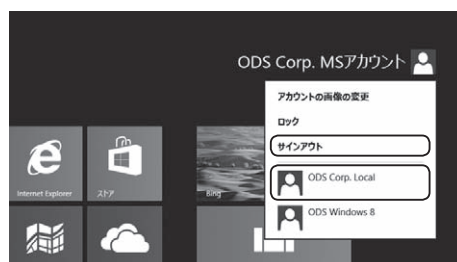 ODS Corp. MSアカウント
アカウントの画像の変更
ロック
サインアウト
ODS Corp. Local
ODS Windows 8
Internet Explorer
ストア
Bing